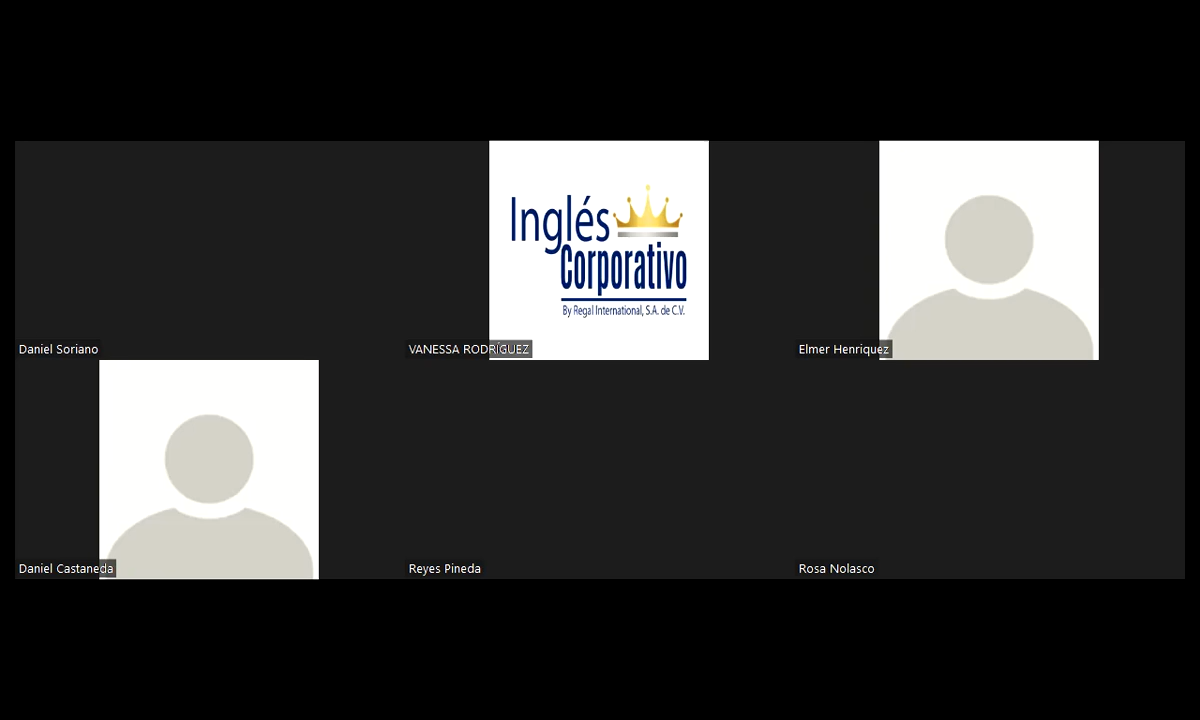 Inglés
Corporativo
By Regal International, S.A. de C.V.
Daniel Soriano
VANESSA RODRÍGUEZ
Elmer Henriquez
Daniel Castaneda
Reyes Pineda
Rosa Nolasco